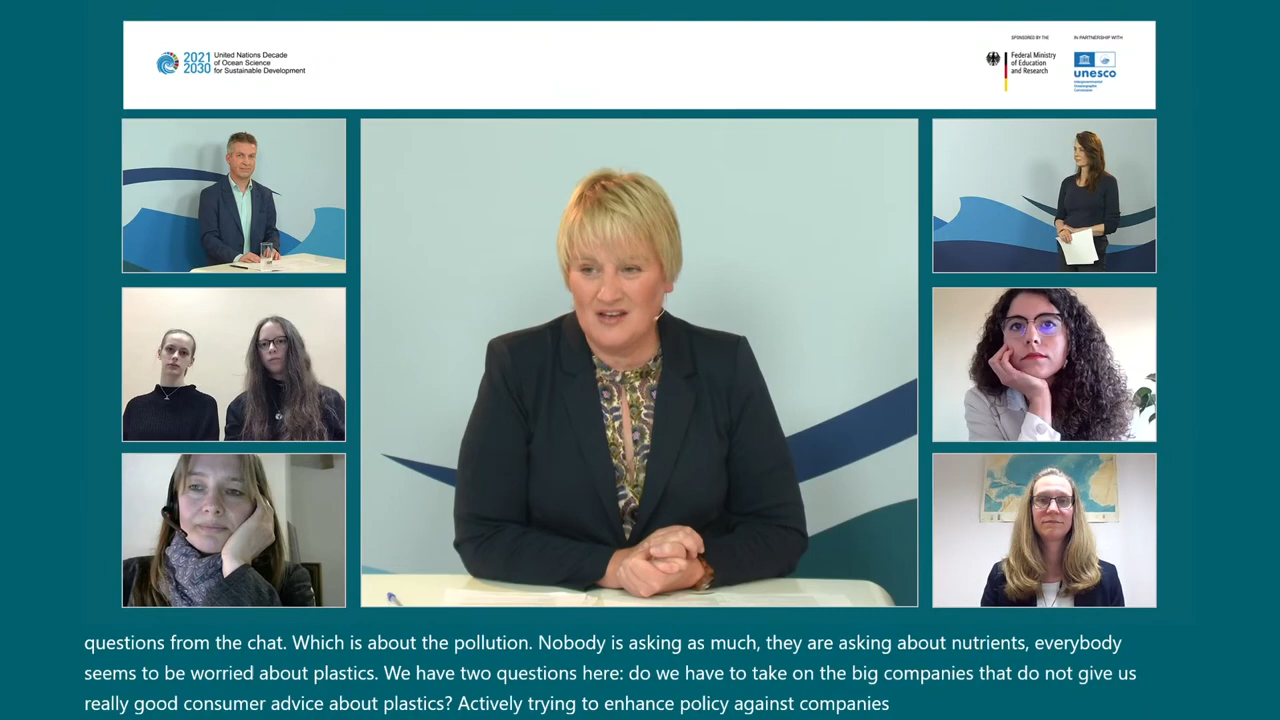 2021
2030
United Nations Decade
of Ocean Science
for Sustainable Development
SPONSORED BY THE
Federal Ministry
of Education
and Research
IN PARTNERSHIP WITH
unesco
Intergovernmental
Oceanographic
Commission
questions from the chat. Which is about the pollution. Nobody is asking as much, they are asking about nutrients, everybody
seems to be worried about plastics. We have two questions here: do we have to take on the big companies that do not give us
really good consumer advice about plastics? Actively trying to enhance policy against companies